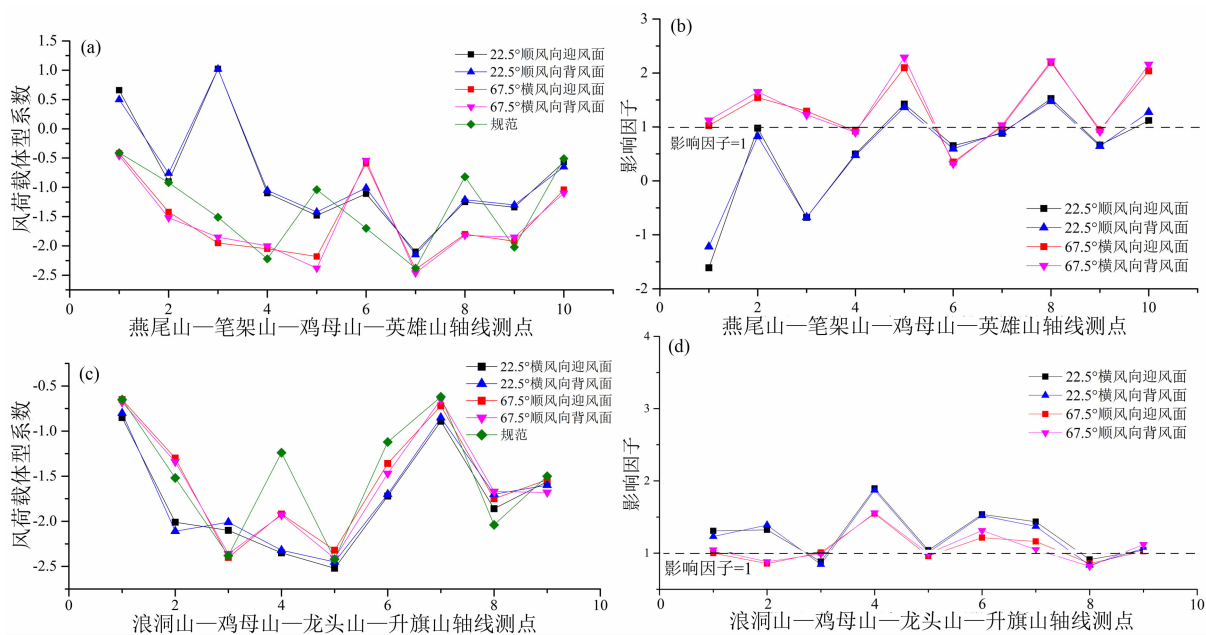 (a)
22.5°顺风向迎风面
22.5°顺风向背风面
67.5°横风向迎风面
67.5°横风向背风面
规范
风荷载体型系数
1.5
1.0
0.5
0.0
-0.5
-1.0
-1.5
-2.0
-2.5
0 2 4 6 8 10
燕尾山—笔架山—鸡母山—英雄山轴线测点
(b)
影响因子
3
2
1
0
-1
-2
影响因子=1
22.5°顺风向迎风面
22.5°顺风向背风面
67.5°横风向迎风面
67.5°横风向背风面
0 2 4 6 8 10
燕尾山—笔架山—鸡母山—英雄山轴线测点
(c)
22.5°横风向迎风面
22.5°横风向背风面
67.5°顺风向迎风面
67.5°顺风向背风面
规范
风荷载体型系数
-0.5
-1.0
-1.5
-2.0
-2.5
0 2 4 6 8 10
浪洞山—鸡母山—龙头山—升旗山轴线测点
(d)
22.5°横风向迎风面
22.5°横风向背风面
67.5°顺风向迎风面
67.5°顺风向背风面
影响因子
4
3
2
1
影响因子=1
0 2 4 6 8 10
浪洞山—鸡母山—龙头山—升旗山轴线测点